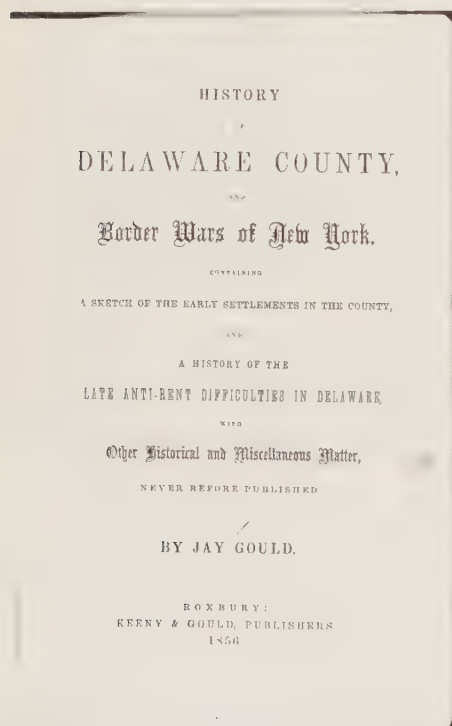 HISTORY
DELAWARE COUNTY,
AND
Border Wars of New York.
CONTAINING
A SKETCH OF THE EARLY SETTLEMENTS IN THE COUNTY,
AND
A HISTORY OF THE
LATE ANTI-RENT DIFFICULTIES IN DELAWARE,
WITH
Other Historical and Miscellaneous Matter,
NEVER BEFORE PUBLISHED
BY JAY GOULD.
ROXBURY:
KEENY & GOULD, PUBLISHERS
1856